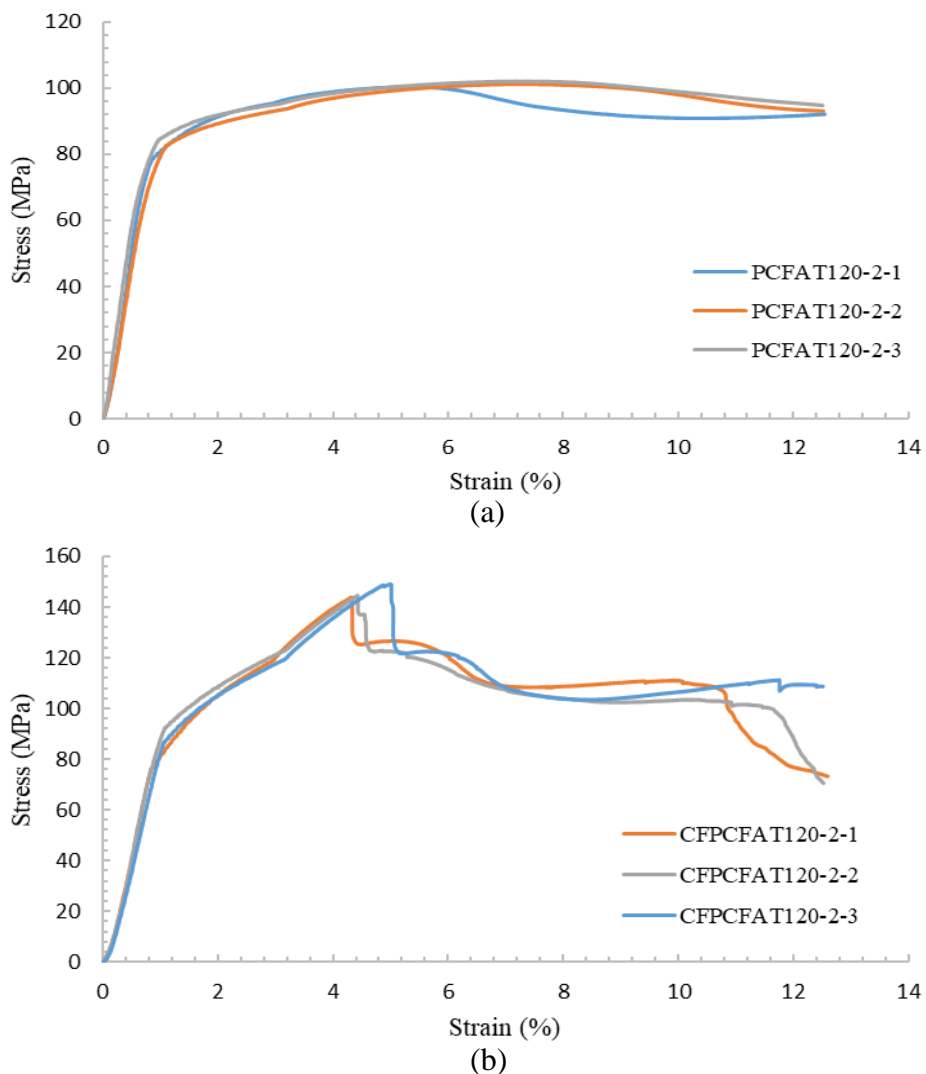 120
100
80
60
40
20
0
Stress (MPa)
PCFAT120-2-1
PCFAT120-2-2
PCFAT120-2-3
0 2 4 6 8 10 12 14
Strain (%)
(a)
160
140
120
100
80
60
40
20
0
Stress (MPa)
CFPCFAT120-2-1
CFPCFAT120-2-2
CFPCFAT120-2-3
0 2 4 6 8 10 12 14
Strain (%)
(b)